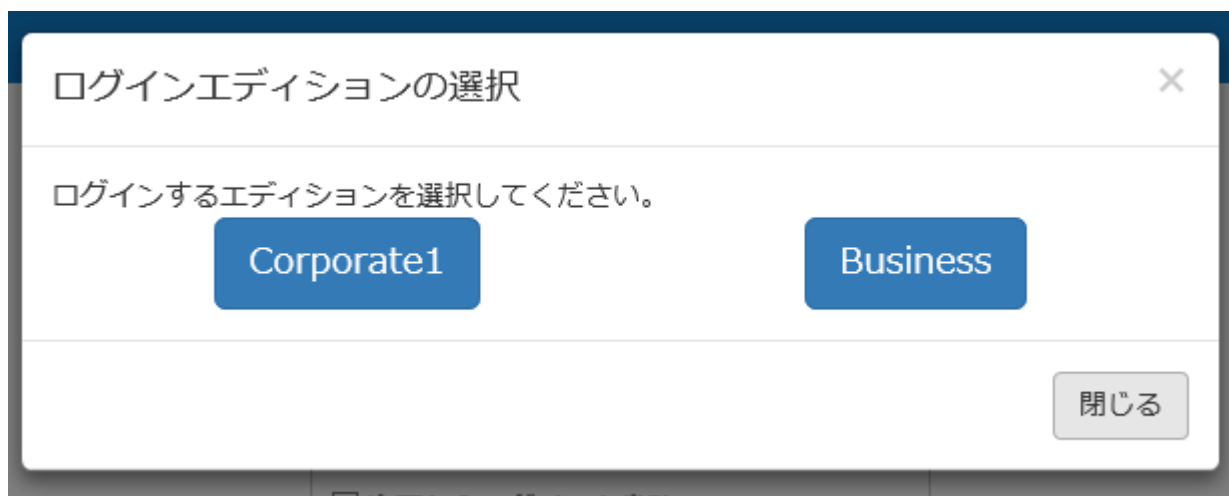 ログインエディションの選択
×
ログインするエディションを選択してください。
Corporate1
Business
閉じる